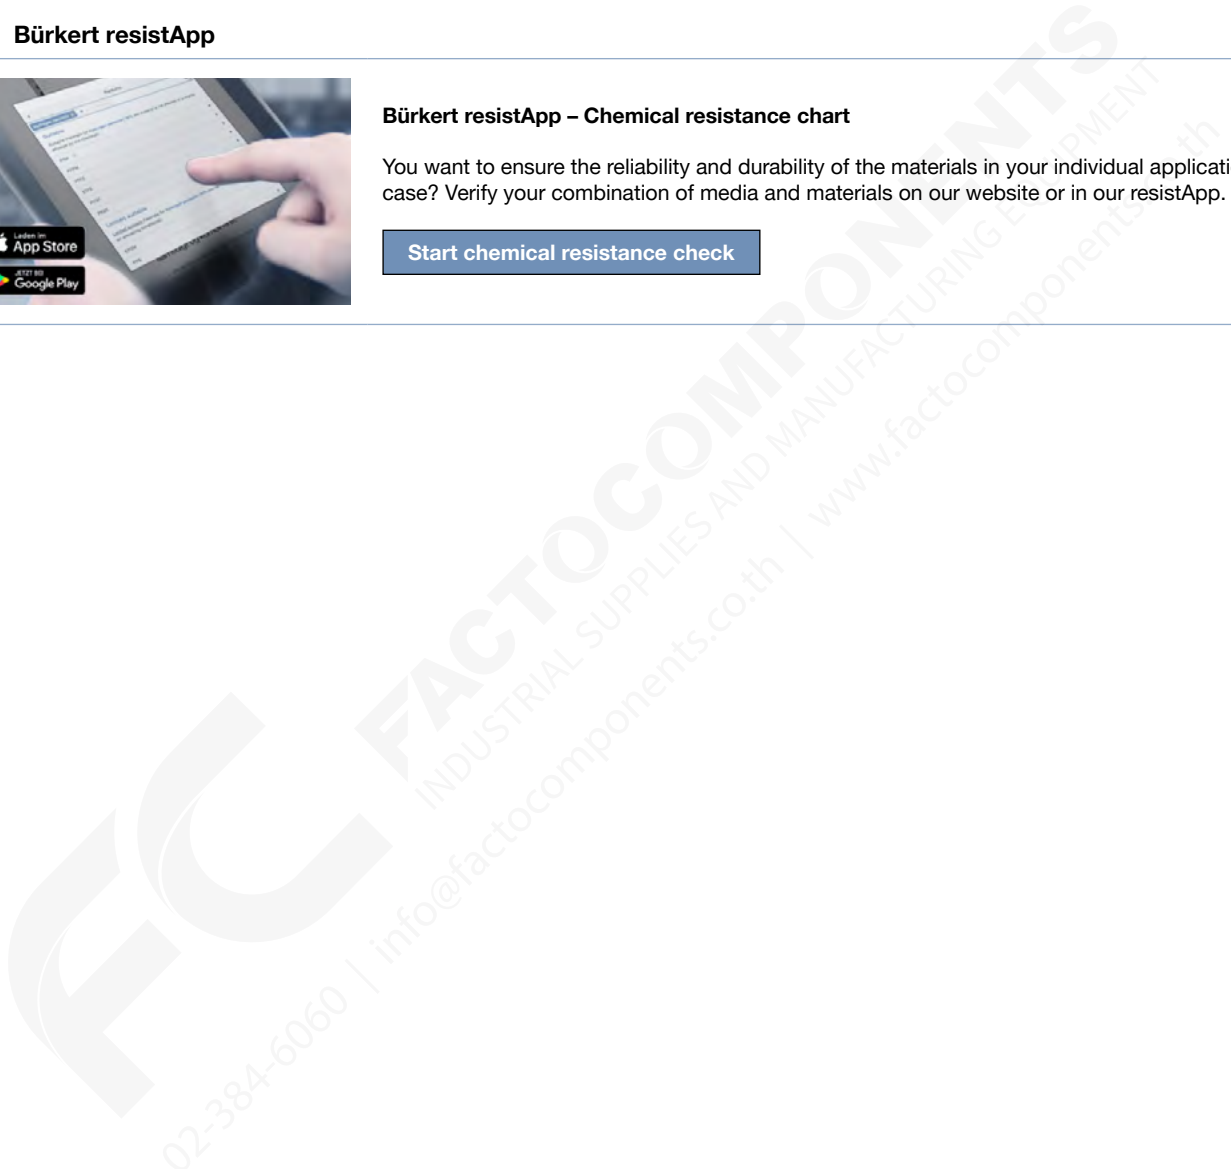 Bürkert resistApp
Bürkert resistApp – Chemical resistance chart
You want to ensure the reliability and durability of the materials in your individual applicati
case? Verify your combination of media and materials on our website or in our resistApp.
Start chemical resistance check
Laden im
App Store
JETZT BEI
Google Play
FC
FACTOCOMPONENTS
INDUSTRIAL SUPPLIES AND MANUFACTURING EQUIPMENT
02-384-6060 | info@factocomponents.co.th | www.factocomponents.co.th